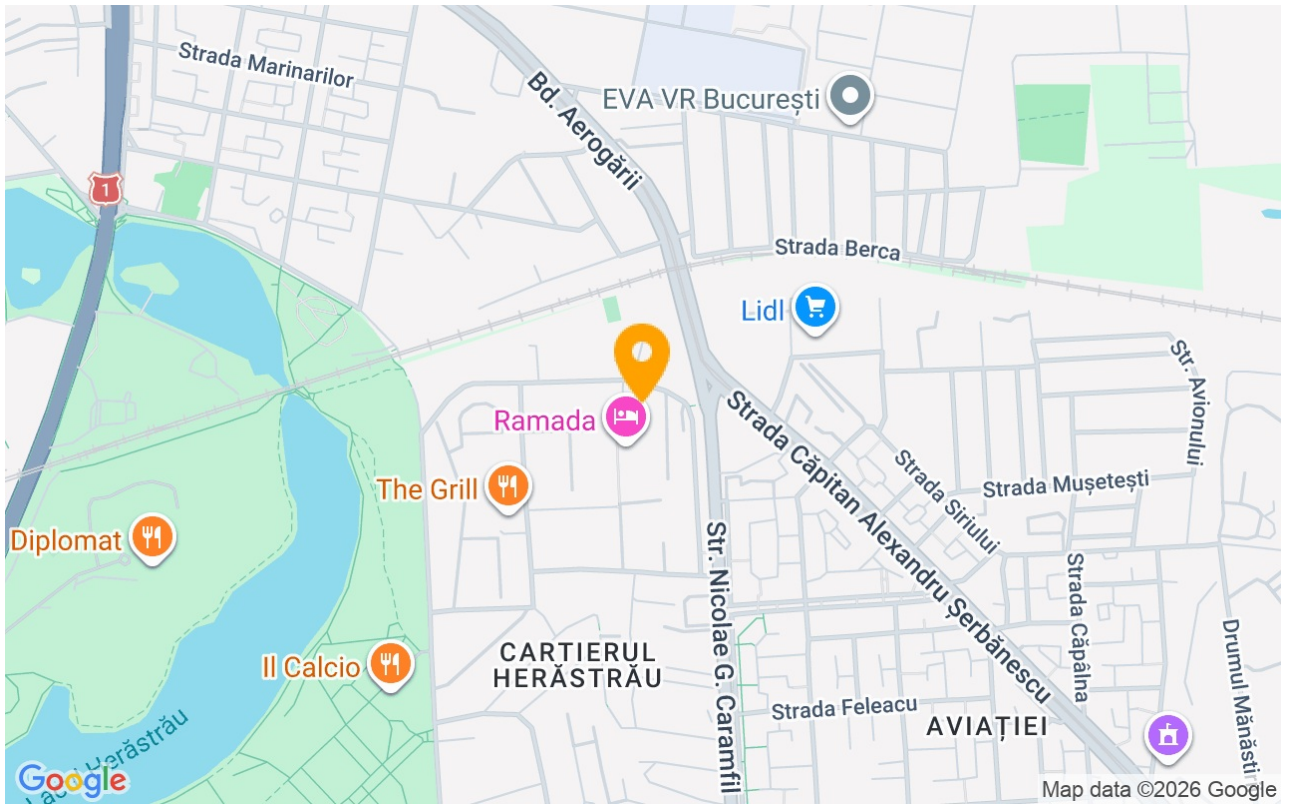 Strada Marinarilor
Bd. Aerogării
EVA VR București
1
Strada Berca
Lidl
Str. Avionului
Ramada
Strada Căpitan Alexandru Șerbănescu
The Grill
Strada Siriului
Strada Mușetești
Diplomat
Str. Nicolae G. Caramfil
Strada Căpâlna
Drumul Mănăstir
CARTIERUL
HERĂSTRĂU
Il Calcio
Strada Feleacu
AVIAȚIEI
Herăstrău
Google
Map data ©2026 Google